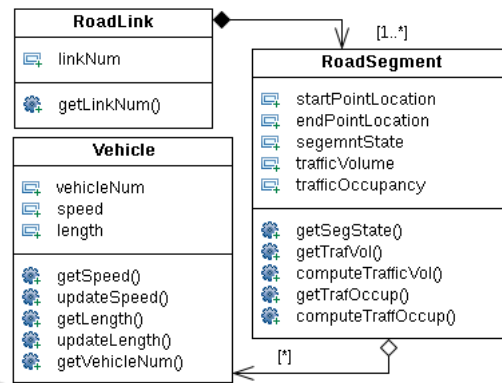 RoadLink
linkNum
getLinkNum()
[1..*]
RoadSegment
startPointLocation
endPointLocation
segemntState
trafficVolume
trafficOccupancy
getSegState()
getTrafVol()
computeTrafficVol()
getTrafOccup()
computeTraffOccup()
Vehicle
vehicleNum
speed
length
getSpeed()
updateSpeed()
getLength()
updateLength()
getVehicleNum()
[*]